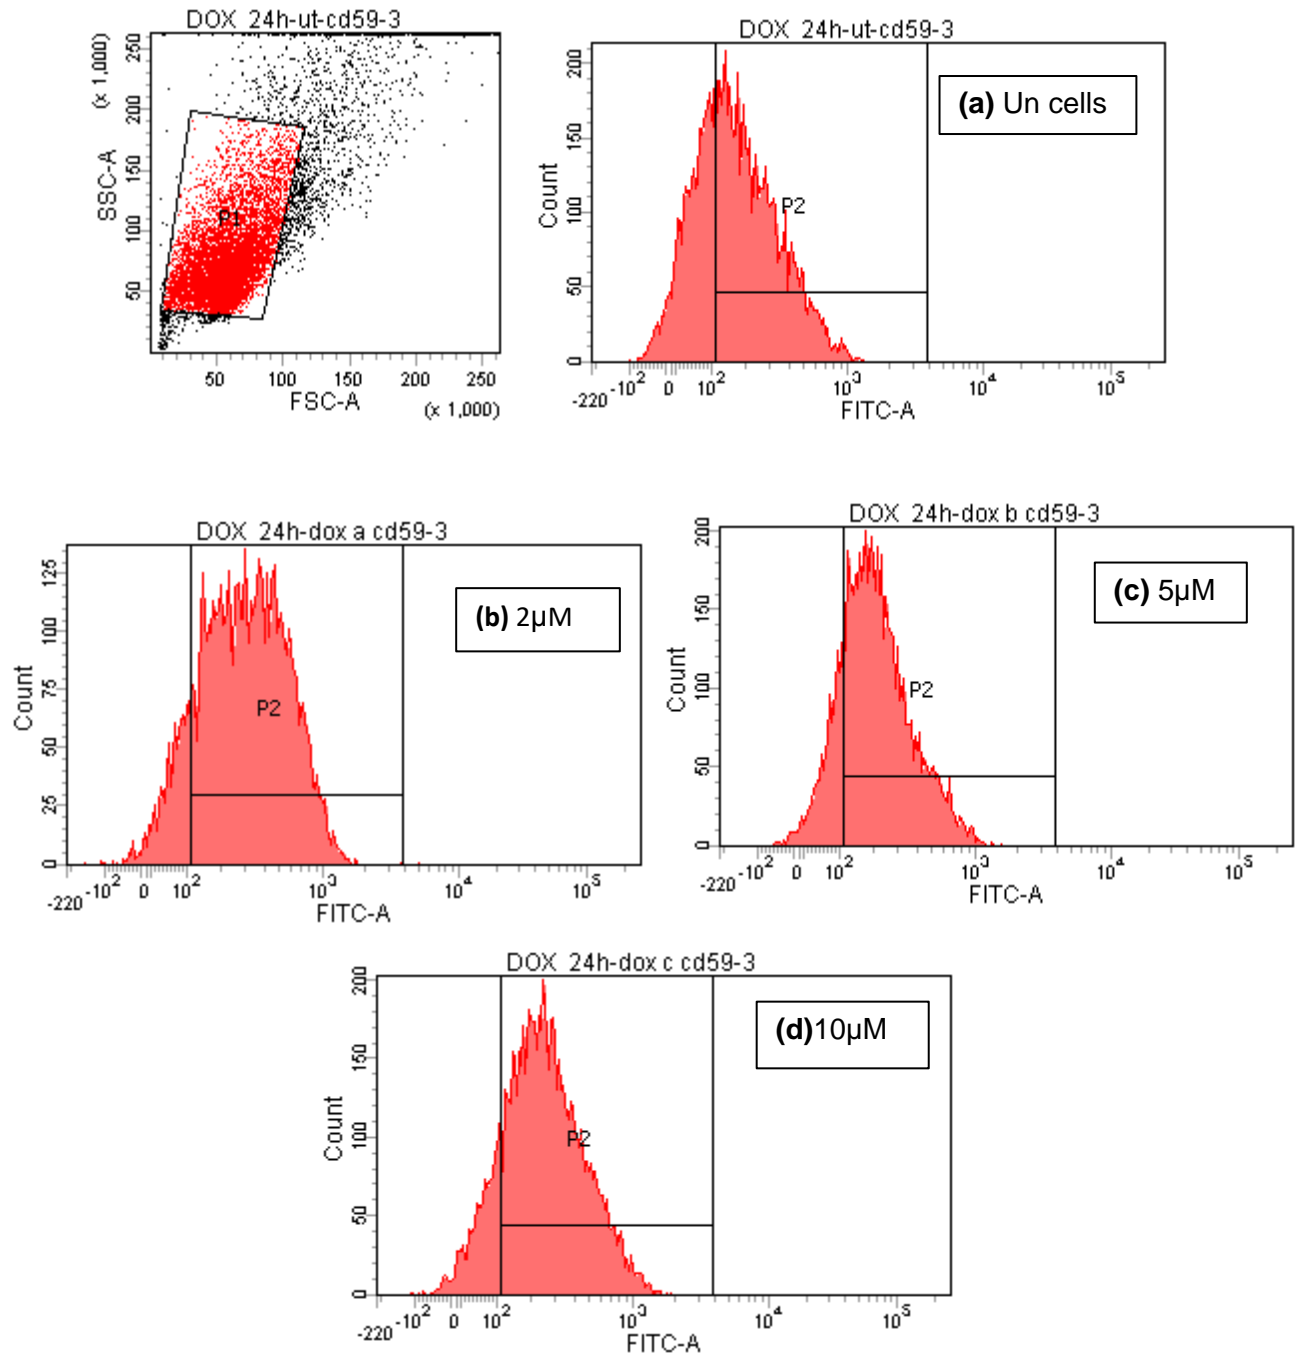 DOX 24h-ut-cd59-3
(x 1,000)
SSC-A
250
200
150
100
50
P1
50 100 150 200 250
FSC-A
(x 1,000)
DOX 24h-ut-cd59-3
(a) Un cells
Count
200
150
100
50
0
P2
-220 -10² 0 10² 10³ 10⁴ 10⁵
FITC-A
DOX 24h-dox a cd59-3
(b) 2µM
Count
125
100
75
50
25
0
P2
-220 -10² 0 10² 10³ 10⁴ 10⁵
FITC-A
DOX 24h-dox b cd59-3
(c) 5µM
Count
200
150
100
50
0
P2
-220 -10² 0 10² 10³ 10⁴ 10⁵
FITC-A
DOX 24h-dox c cd59-3
(d)10µM
Count
200
150
100
50
0
P2
-220 -10² 0 10² 10³ 10⁴ 10⁵
FITC-A